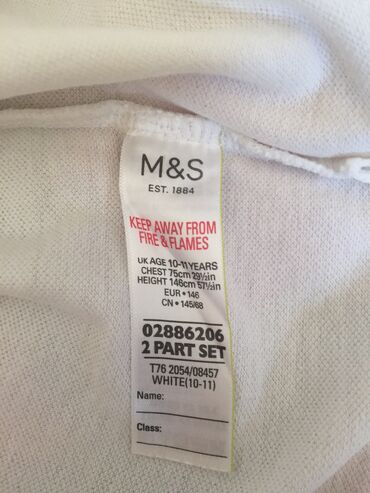 M&S
EST. 1884
KEEP AWAY FROM
FIRE & FLAMES
UK AGE 10-11 YEARS
CHEST 75cm 29½in
HEIGHT 146cm 57½in
EUR • 146
CN • 145/68
02886206
2 PART SET
T76 2054/08457
WHITE(10-11)
Name:
Class: